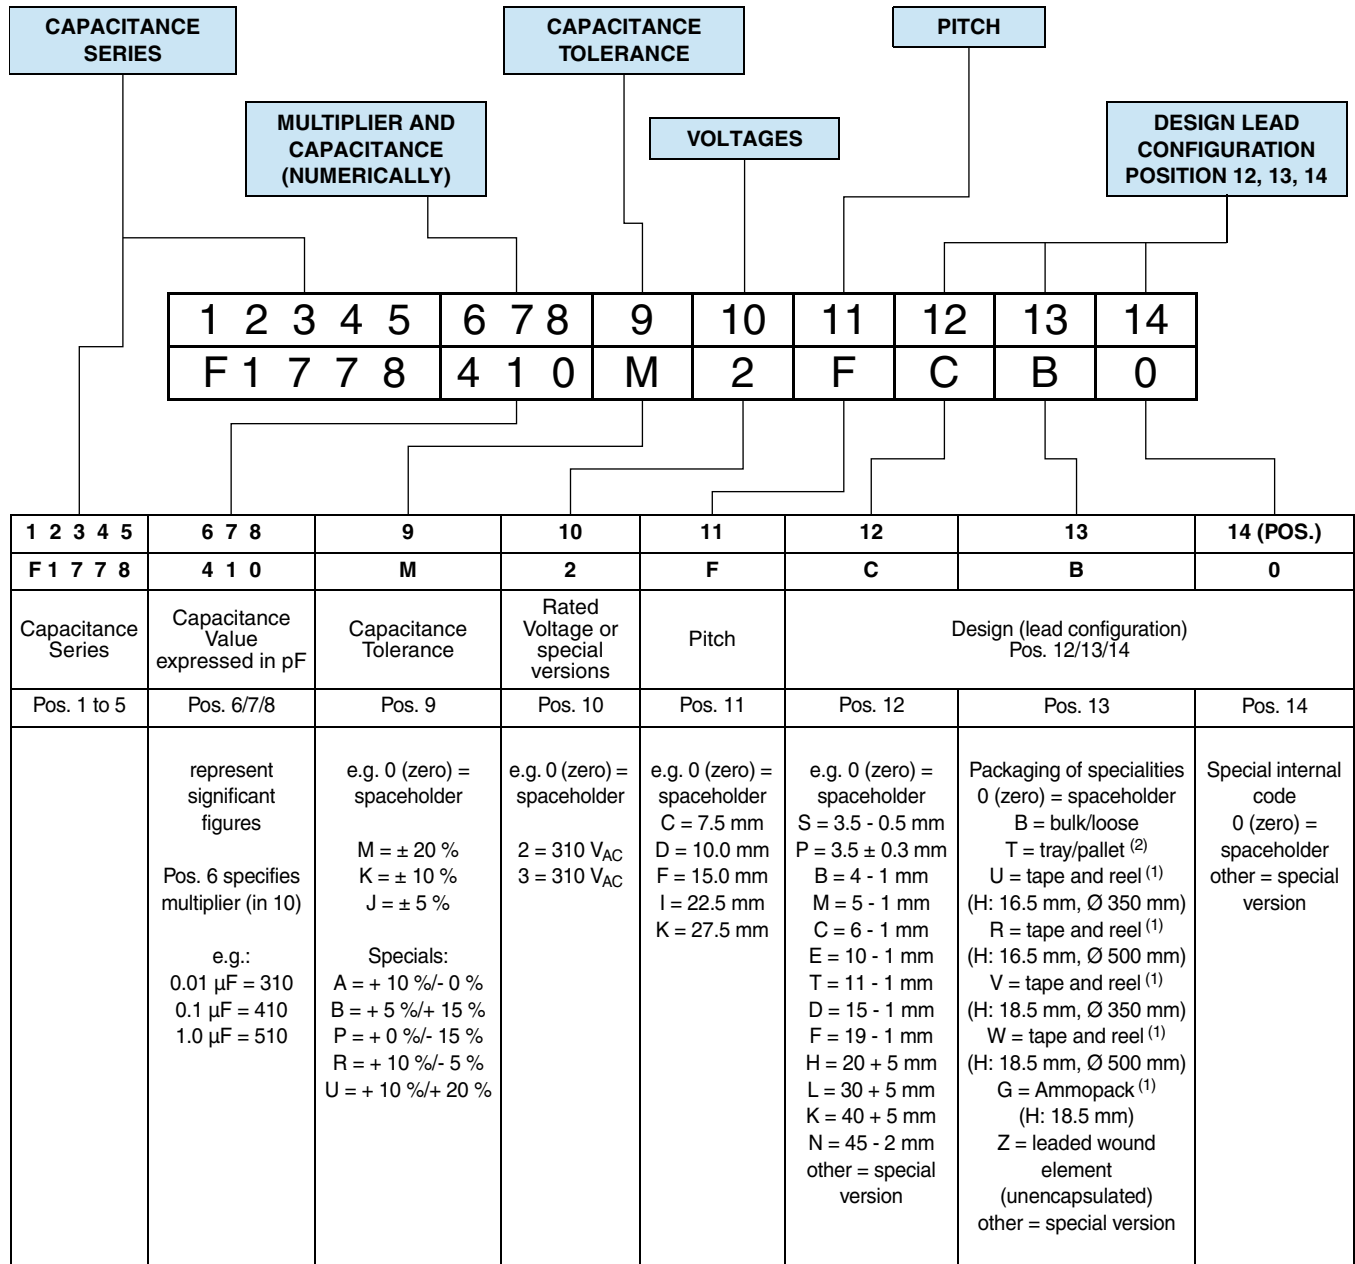 CAPACITANCE
SERIES
CAPACITANCE
TOLERANCE
PITCH
MULTIPLIER AND
CAPACITANCE
(NUMERICALLY)
VOLTAGES
DESIGN LEAD
CONFIGURATION
POSITION 12, 13, 14
1 2 3 4 5 6 7 8 9 10 11 12 13 14
F 1 7 7 8 4 1 0 M 2 F C B 0
1 2 3 4 5 6 7 8 9 10 11 12 13 14 (POS.)
F 1 7 7 8 4 1 0 M 2 F C B 0
Capacitance
Series
Capacitance
Value
expressed in pF
Capacitance
Tolerance
Rated
Voltage or
special
versions
Pitch
Design (lead configuration)
Pos. 12/13/14
Pos. 1 to 5 Pos. 6/7/8 Pos. 9 Pos. 10 Pos. 11 Pos. 12 Pos. 13 Pos. 14
represent
significant
figures
Pos. 6 specifies
multiplier (in 10)
e.g.:
0.01 µF = 310
0.1 µF = 410
1.0 µF = 510
e.g. 0 (zero) =
spaceholder
M = ± 20 %
K = ± 10 %
J = ± 5 %
Specials:
A = + 10 %/- 0 %
B = + 5 %/+ 15 %
P = + 0 %/- 15 %
R = + 10 %/- 5 %
U = + 10 %/+ 20 %
e.g. 0 (zero) =
spaceholder
2 = 310 VAC
3 = 310 VAC
e.g. 0 (zero) =
spaceholder
C = 7.5 mm
D = 10.0 mm
F = 15.0 mm
I = 22.5 mm
K = 27.5 mm
e.g. 0 (zero) =
spaceholder
S = 3.5 - 0.5 mm
P = 3.5 ± 0.3 mm
B = 4 - 1 mm
M = 5 - 1 mm
C = 6 - 1 mm
E = 10 - 1 mm
T = 11 - 1 mm
D = 15 - 1 mm
F = 19 - 1 mm
H = 20 + 5 mm
L = 30 + 5 mm
K = 40 + 5 mm
N = 45 - 2 mm
other = special
version
Packaging of specialities
0 (zero) = spaceholder
B = bulk/loose
T = tray/pallet (2)
U = tape and reel (1)
(H: 16.5 mm, Ø 350 mm)
R = tape and reel (1)
(H: 16.5 mm, Ø 500 mm)
V = tape and reel (1)
(H: 18.5 mm, Ø 350 mm)
W = tape and reel (1)
(H: 18.5 mm, Ø 500 mm)
G = Ammopack (1)
(H: 18.5 mm)
Z = leaded wound
element
(unencapsulated)
other = special version
Special internal
code
0 (zero) =
spaceholder
other = special
version